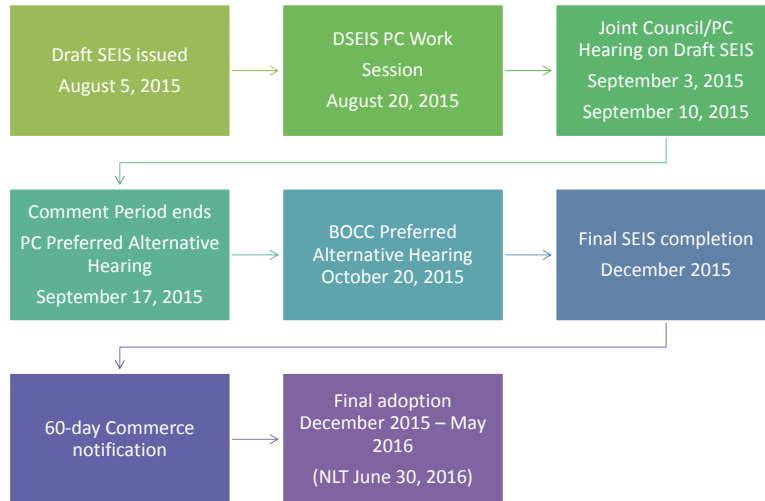 Draft SEIS issued
August 5, 2015
DSEIS PC Work
Session
August 20, 2015
Joint Council/PC
Hearing on Draft SEIS
September 3, 2015
September 10, 2015
Comment Period ends
PC Preferred Alternative
Hearing
September 17, 2015
BOCC Preferred
Alternative Hearing
October 20, 2015
Final SEIS completion
December 2015
60-day Commerce
notification
Final adoption
December 2015 – May
2016
(NLT June 30, 2016)